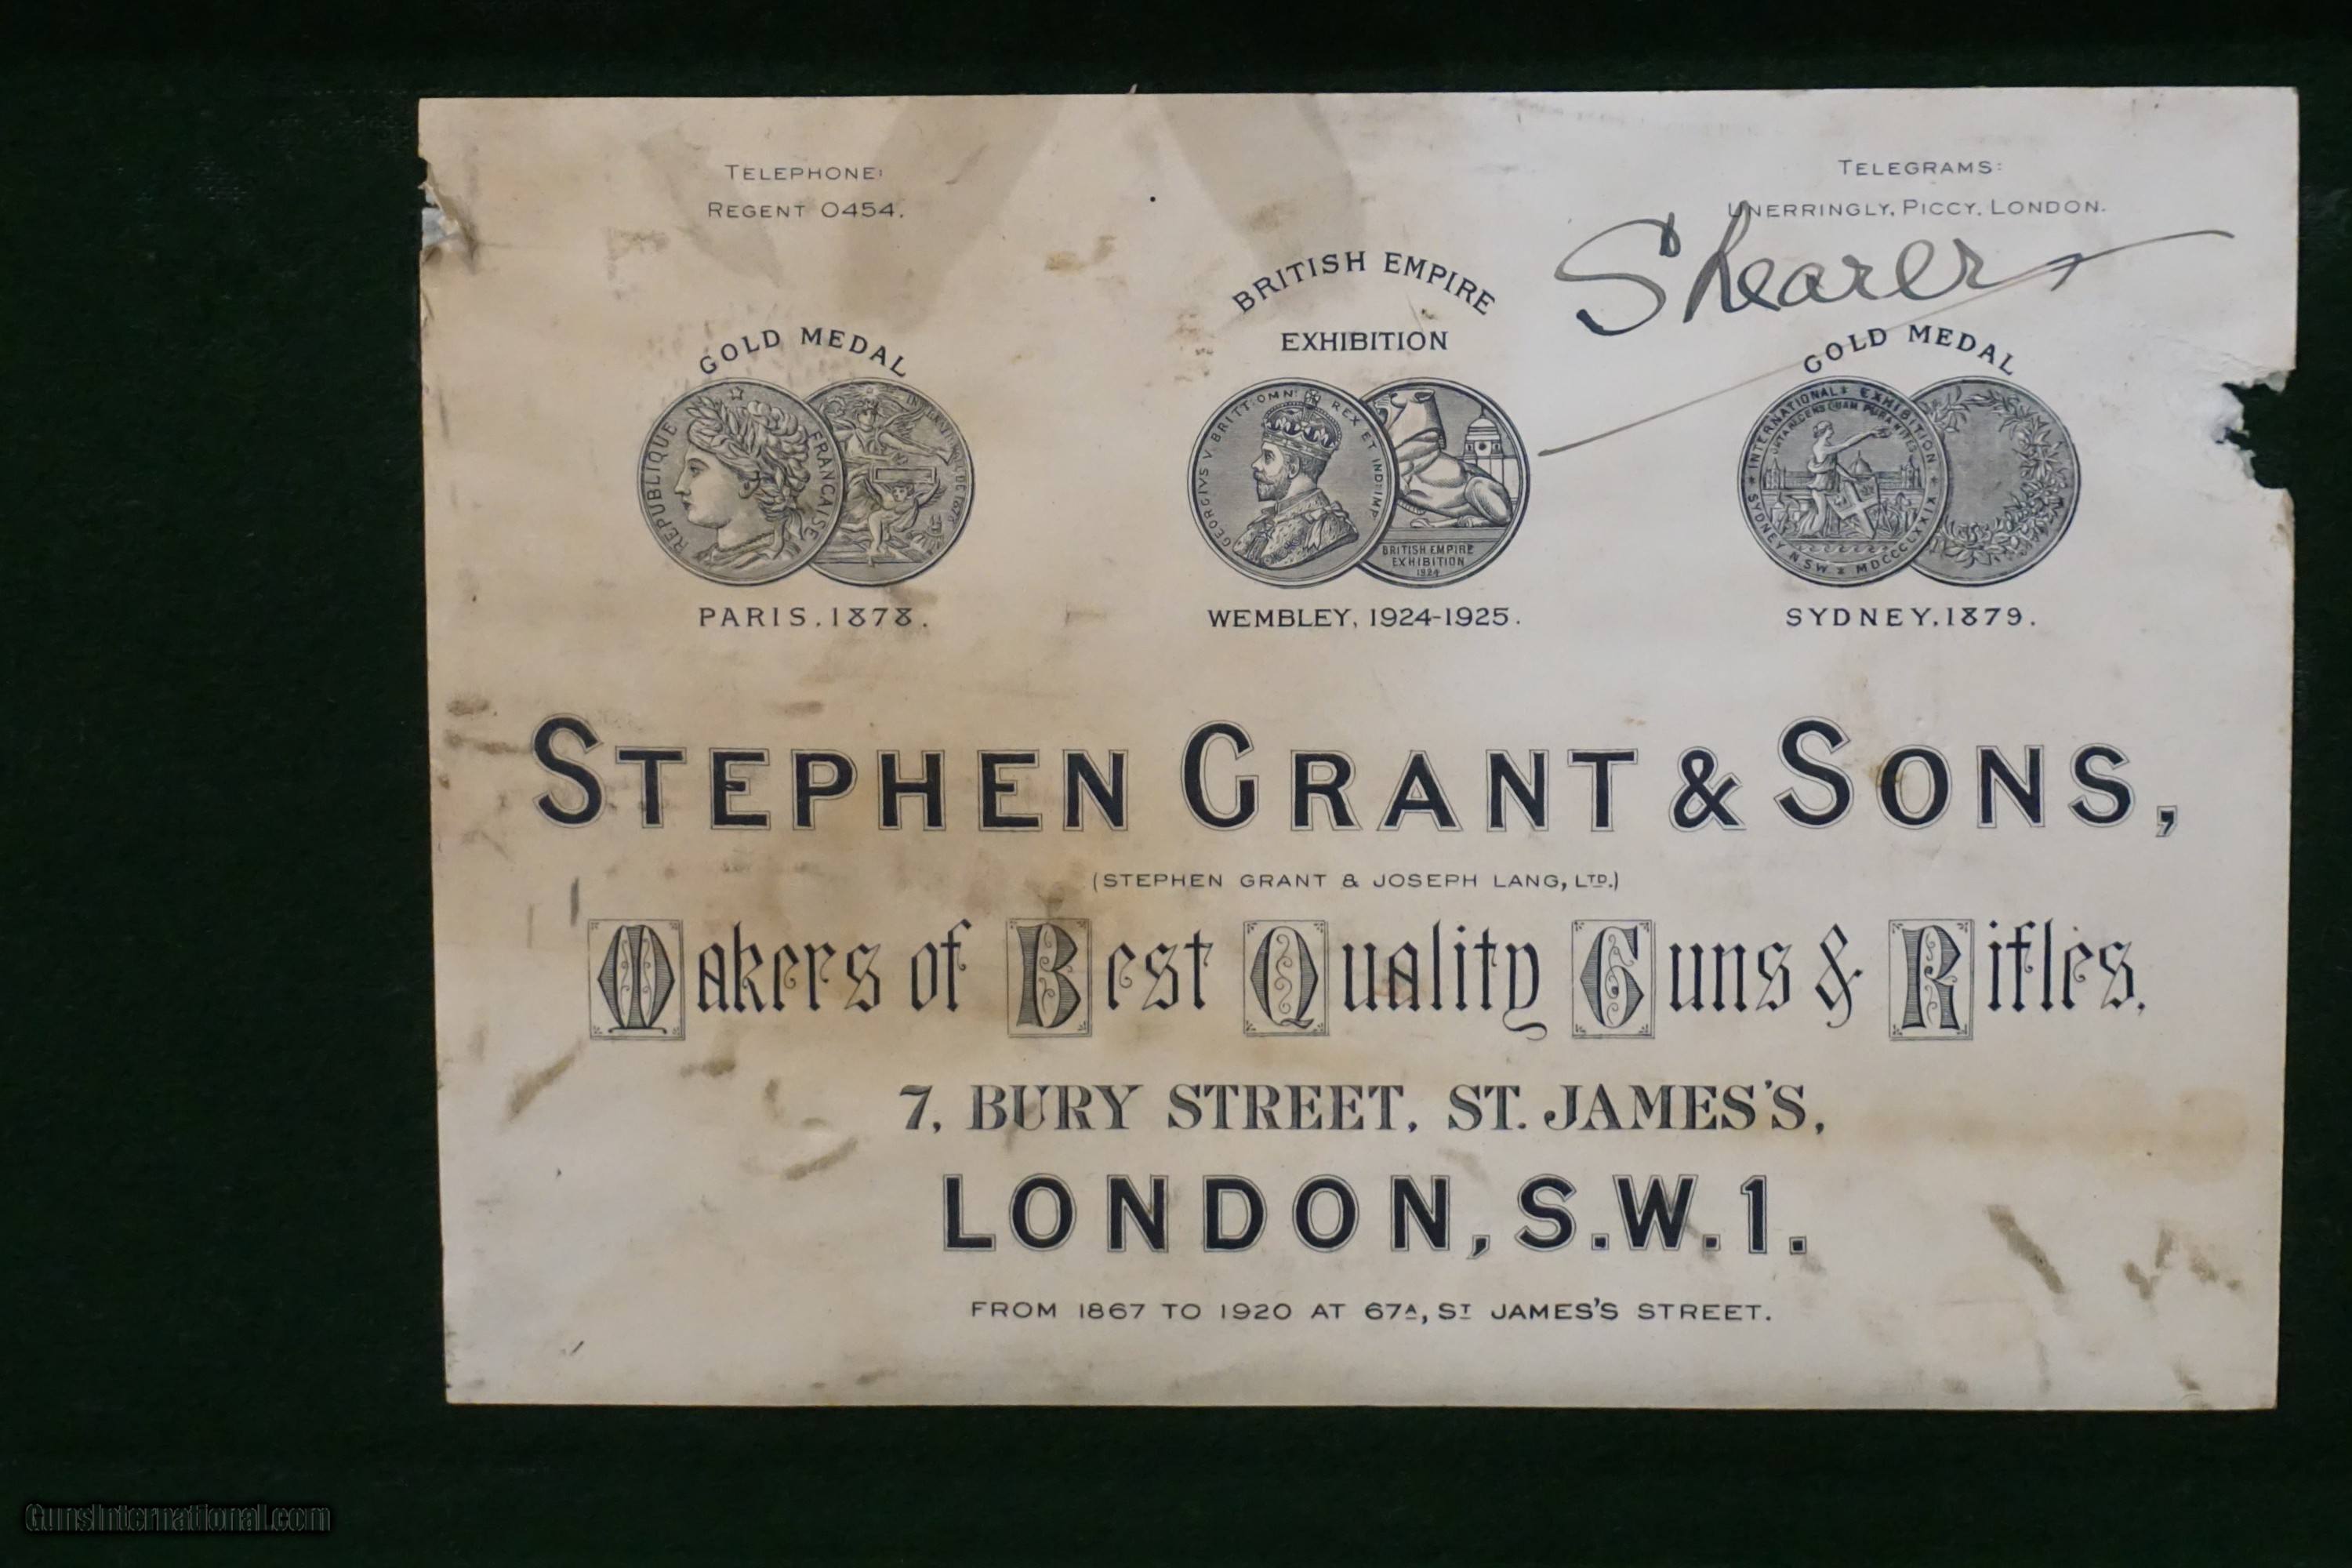 TELEPHONE:
REGENT 0454.
TELEGRAMS:
UNERRINGLY, PICCY, LONDON.
Shearer
GOLD MEDAL
REPUBLIQUE FRANÇAISE
PARIS. 1878.
BRITISH EMPIRE
EXHIBITION
GEORGIVS V BRITT: OMN: REX ET IND: IMP:
BRITISH EMPIRE
EXHIBITION
1924
WEMBLEY, 1924-1925.
GOLD MEDAL
INTERNATIONAL EXHIBITION
SYDNEY N.S.W. MDCCCLXXIX
SYDNEY. 1879.
STEPHEN GRANT & SONS,
(STEPHEN GRANT & JOSEPH LANG, LTD.)
Makers of Best Quality Guns & Rifles.
7, BURY STREET, ST. JAMES'S,
LONDON, S.W.1.
FROM 1867 TO 1920 AT 67A, ST JAMES'S STREET.
GunsInternational.com